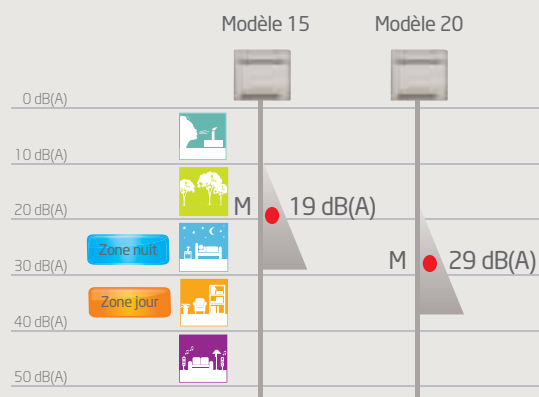 Modèle 15
Modèle 20
0 dB(A)
10 dB(A)
20 dB(A)
M
19 dB(A)
Zone nuit
M
29 dB(A)
30 dB(A)
Zone jour
40 dB(A)
50 dB(A)